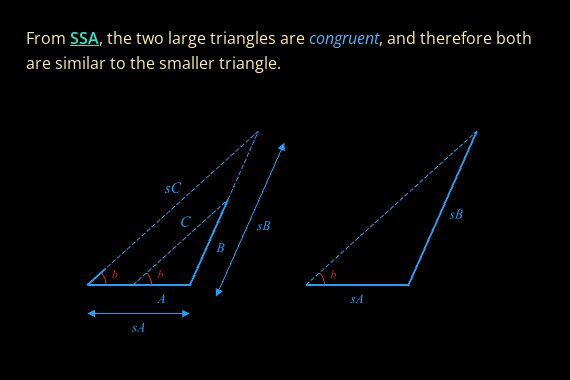 From SSA, the two large triangles are congruent, and therefore both
are similar to the smaller triangle.
sC
C
sB
sB
B
b
b
b
A
sA
sA